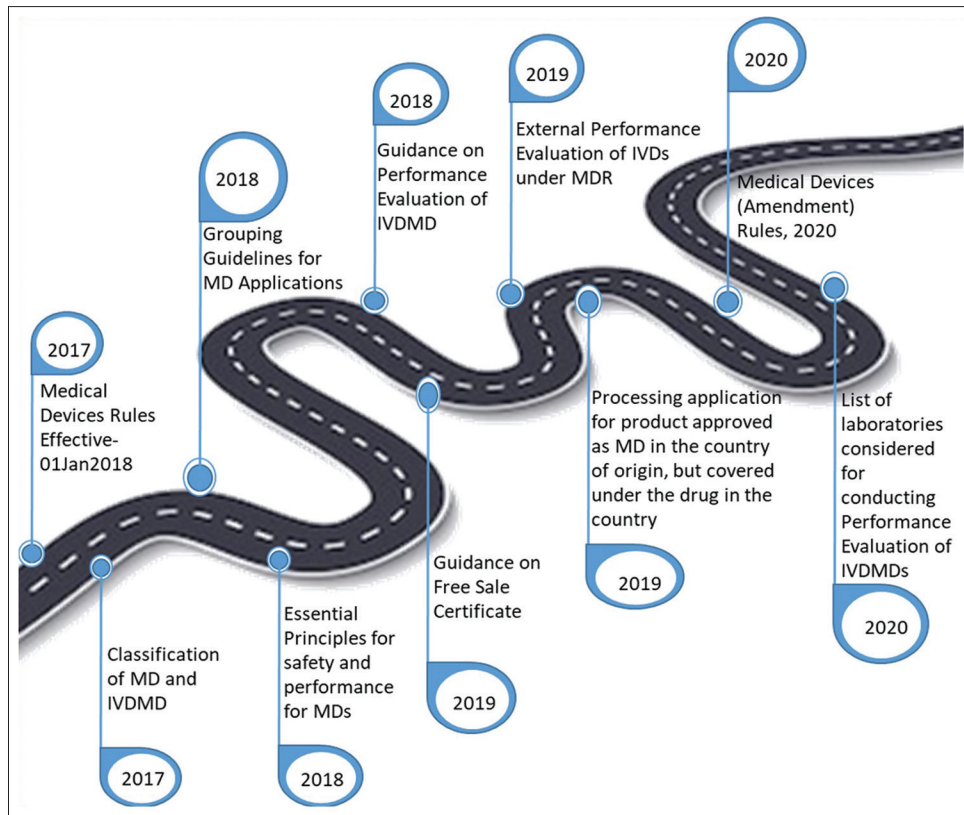 2017
Medical
Devices Rules
Effective-
01Jan2018
Classification
of MD and
IVDMD
2017
2018
Grouping
Guidelines for
MD Applications
Essential
Principles for
safety and
performance
for MDs
2018
2018
Guidance on
Performance
Evaluation of
IVDMD
Guidance on
Free Sale
Certificate
2019
2019
External Performance
Evaluation of IVDs
under MDR
Processing application
for product approved
as MD in the country
of origin, but covered
under the drug in the
country
2019
2020
Medical Devices
(Amendment)
Rules, 2020
List of
laboratories
considered
for
conducting
Performance
Evaluation of
IVDMDs
2020